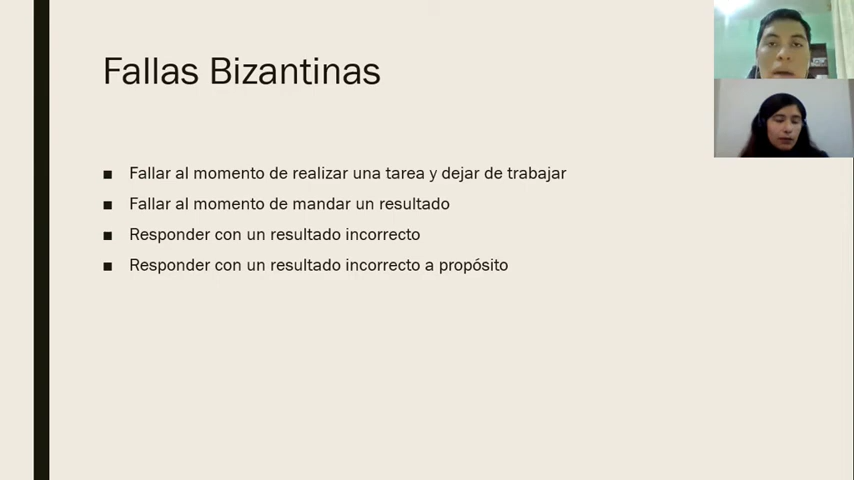 Fallas Bizantinas
Fallar al momento de realizar una tarea y dejar de trabajar
Fallar al momento de mandar un resultado
Responder con un resultado incorrecto
Responder con un resultado incorrecto a propósito